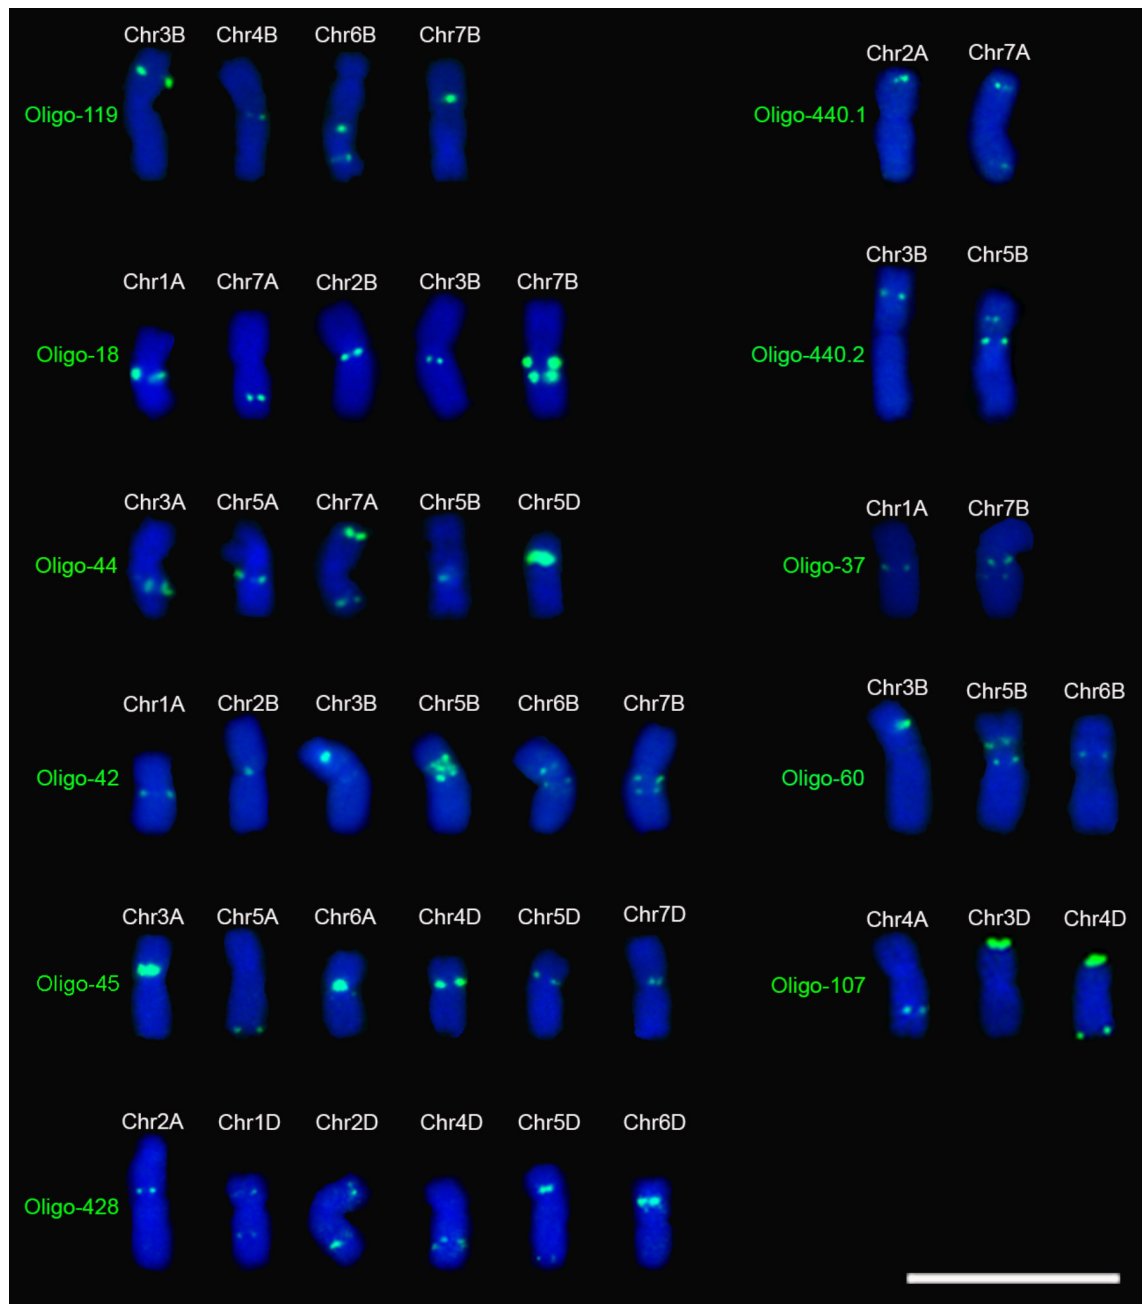 Chr3B Chr4B Chr6B Chr7B
Oligo-119
Chr2A Chr7A
Oligo-440.1
Chr1A Chr7A Chr2B Chr3B Chr7B
Oligo-18
Chr3B Chr5B
Oligo-440.2
Chr3A Chr5A Chr7A Chr5B Chr5D
Oligo-44
Chr1A Chr7B
Oligo-37
Chr1A Chr2B Chr3B Chr5B Chr6B Chr7B
Oligo-42
Chr3B Chr5B Chr6B
Oligo-60
Chr3A Chr5A Chr6A Chr4D Chr5D Chr7D
Oligo-45
Chr4A Chr3D Chr4D
Oligo-107
Chr2A Chr1D Chr2D Chr4D Chr5D Chr6D
Oligo-428